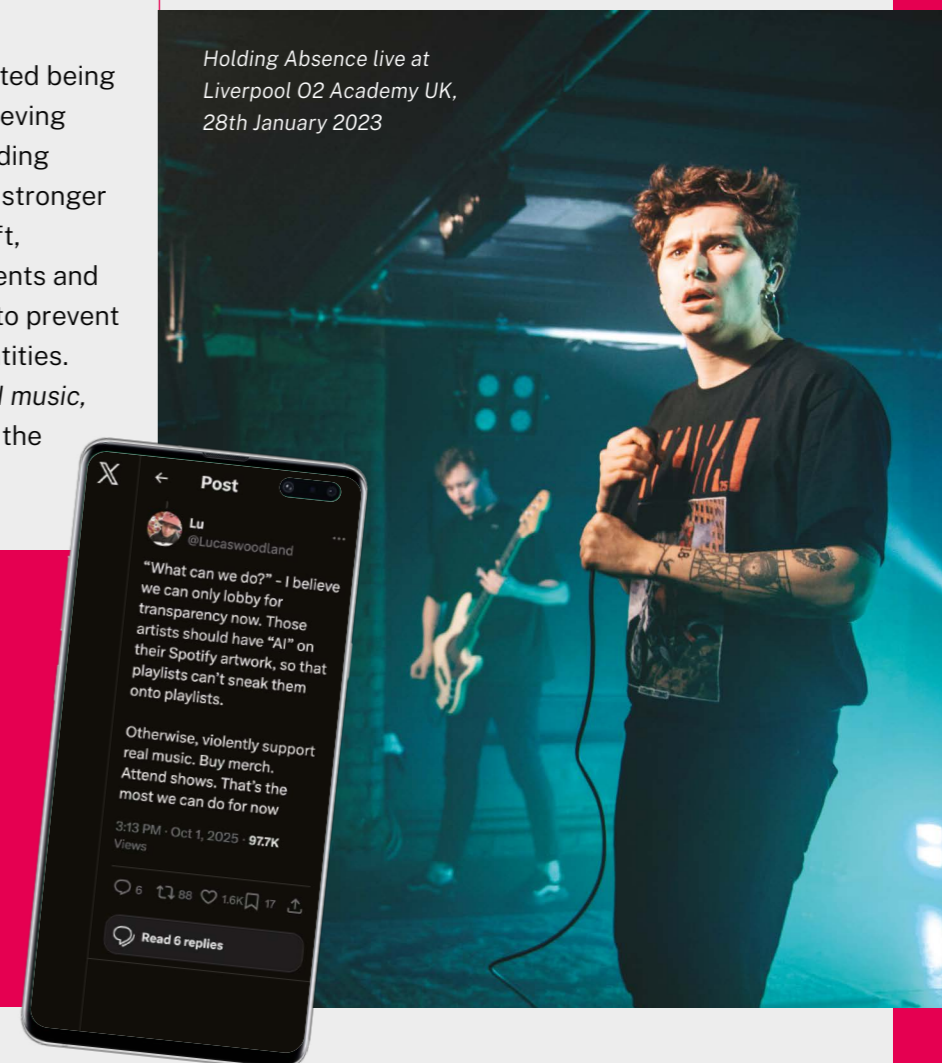 ted being
eving
ding
stronger
ft,
ents and
to prevent
tities.
l music,
the
Holding Absence live at
Liverpool O2 Academy UK,
28th January 2023
X
Post
Lu
@Lucaswoodland
“What can we do?” - I believe
we can only lobby for
transparency now. Those
artists should have “AI” on
their Spotify artwork, so that
playlists can’t sneak them
onto playlists.
Otherwise, violently support
real music. Buy merch.
Attend shows. That’s the
most we can do for now
3:13 PM · Oct 1, 2025 · 97.7K
Views
6 88 1.6K 17
Read 6 replies